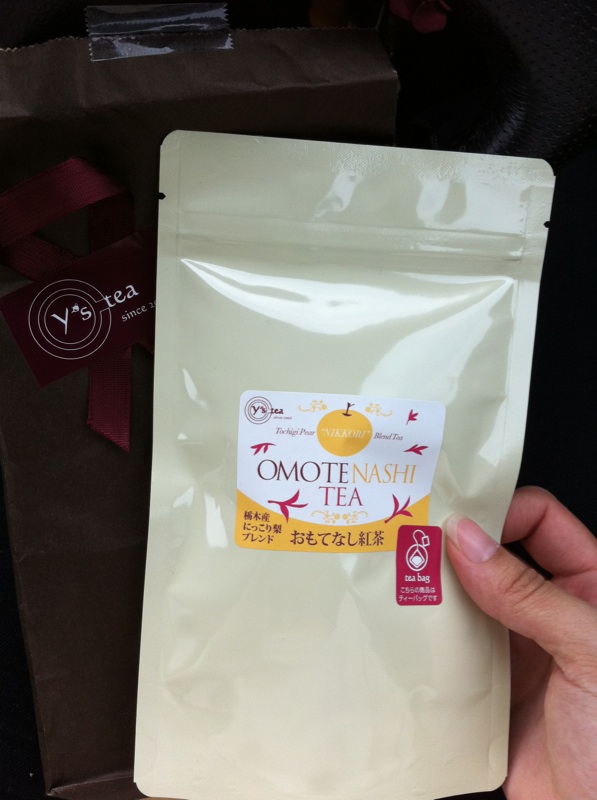 y's tea
since
y's tea
Tochigi Pear "NIKKORI" Blend Tea
OMOTENASHI
TEA
栃木産
にっこり梨
ブレンド
おもてなし紅茶
tea bag
こちらの商品は
ティーバッグです